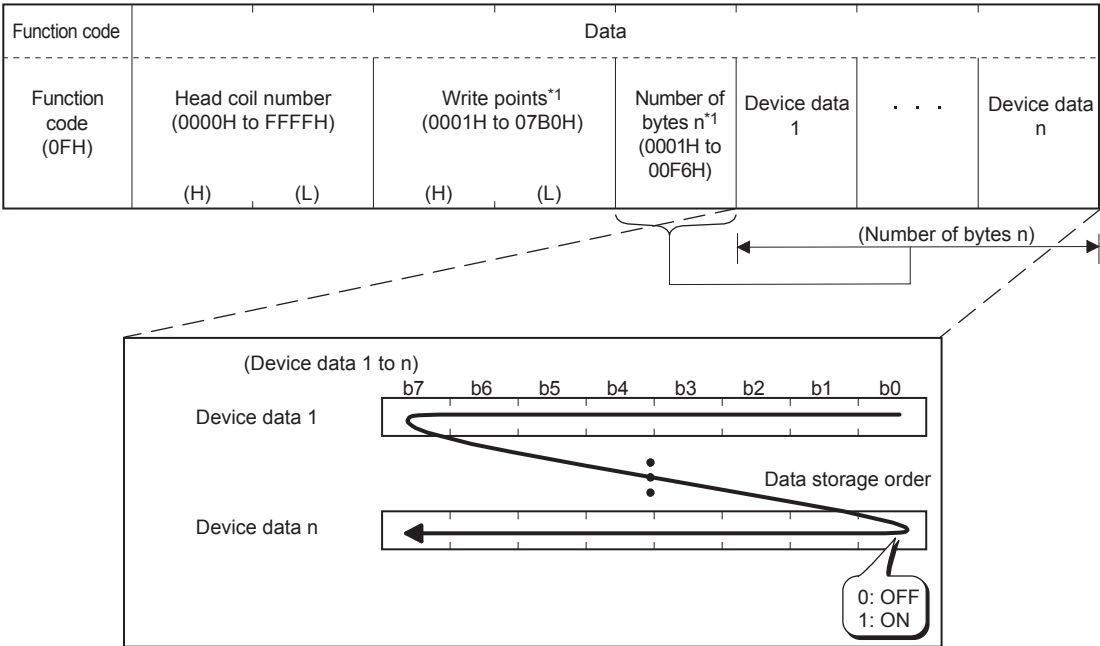 Function code Data
Function
code
(0FH)
Head coil number
(0000H to FFFFH)
(H) (L)
Write points*1
(0001H to 07B0H)
(H) (L)
Number of
bytes n*1
(0001H to
00F6H)
Device data
1
. . .
Device data
n
(Number of bytes n)
(Device data 1 to n)
b7 b6 b5 b4 b3 b2 b1 b0
Device data 1
Data storage order
Device data n
0: OFF
1: ON